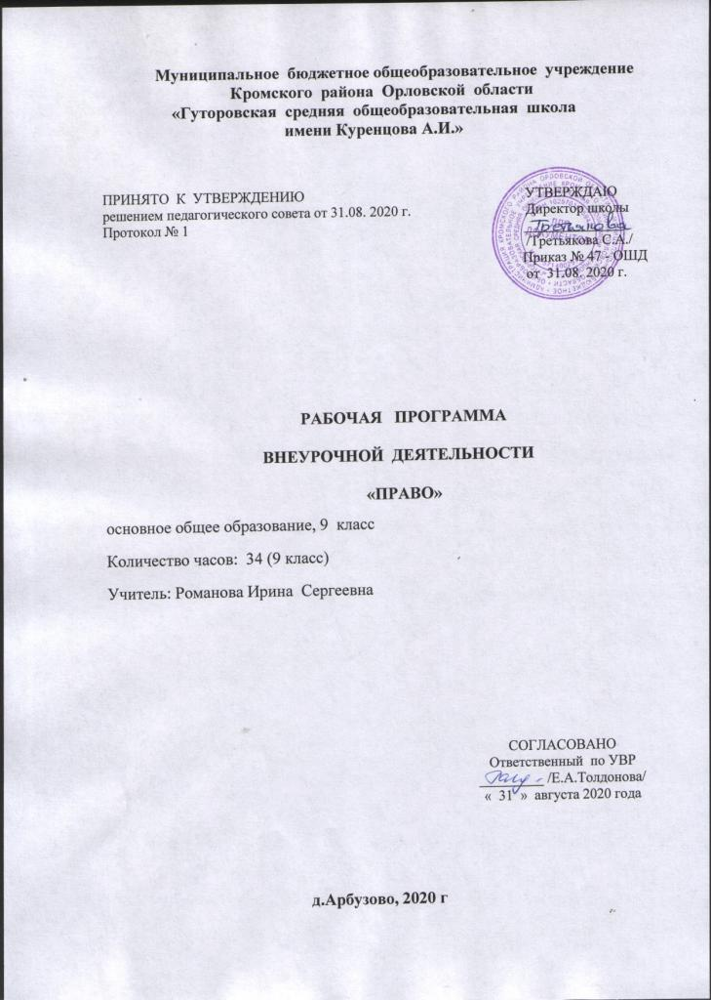 Муниципальное бюджетное общеобразовательное учреждение
Кромского района Орловской области
«Гуторовская средняя общеобразовательная школа
имени Куренцова А.И.»
ПРИНЯТО К УТВЕРЖДЕНИЮ
решением педагогического совета от 31.08. 2020 г.
Протокол № 1
УТВЕРЖДАЮ
Директор школы
Третьякова
/Третьякова С.А./
Приказ № 47 - ОШД
от 31.08. 2020 г.
РАБОЧАЯ ПРОГРАММА
ВНЕУРОЧНОЙ ДЕЯТЕЛЬНОСТИ
«ПРАВО»
основное общее образование, 9 класс
Количество часов: 34 (9 класс)
Учитель: Романова Ирина Сергеевна
СОГЛАСОВАНО
Ответственный по УВР
/Е.А.Толдонова/
« 31 » августа 2020 года
д.Арбузово, 2020 г